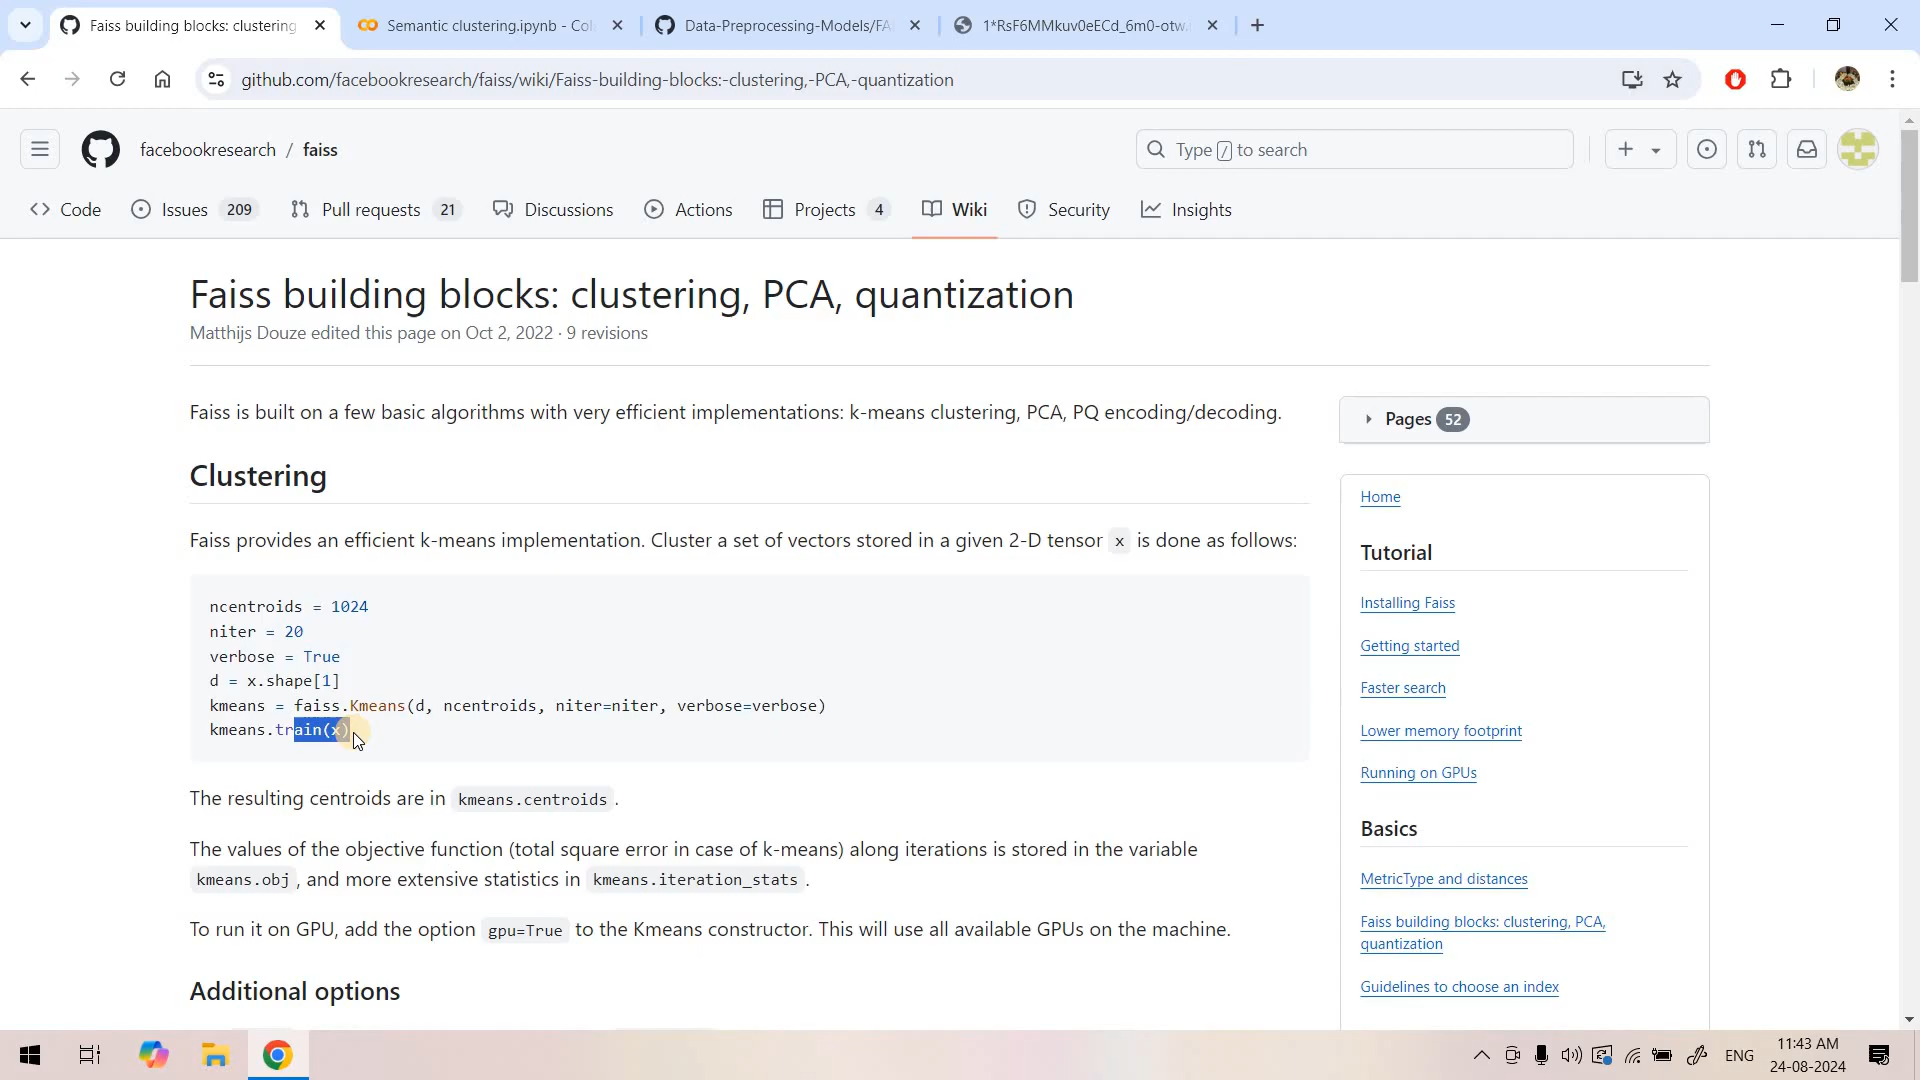 Faiss building blocks: clustering
Semantic clustering.ipynb - Col
Data-Preprocessing-Models/FA
1*RsF6MMkuv0eECd_6m0-otw.
github.com/facebookresearch/faiss/wiki/Faiss-building-blocks:-clustering,-PCA,-quantization
facebookresearch / faiss
Type / to search
Code
Issues 209
Pull requests 21
Discussions
Actions
Projects 4
Wiki
Security
Insights
Faiss building blocks: clustering, PCA, quantization
Matthijs Douze edited this page on Oct 2, 2022 · 9 revisions
Faiss is built on a few basic algorithms with very efficient implementations: k-means clustering, PCA, PQ encoding/decoding.
Clustering
Faiss provides an efficient k-means implementation. Cluster a set of vectors stored in a given 2-D tensor x is done as follows:
ncentroids = 1024
niter = 20
verbose = True
d = x.shape[1]
kmeans = faiss.Kmeans(d, ncentroids, niter=niter, verbose=verbose)
kmeans.train(x)
The resulting centroids are in kmeans.centroids .
The values of the objective function (total square error in case of k-means) along iterations is stored in the variable
kmeans.obj , and more extensive statistics in kmeans.iteration_stats .
To run it on GPU, add the option gpu=True to the Kmeans constructor. This will use all available GPUs on the machine.
Additional options
Pages 52
Home
Tutorial
Installing Faiss
Getting started
Faster search
Lower memory footprint
Running on GPUs
Basics
MetricType and distances
Faiss building blocks: clustering, PCA,
quantization
Guidelines to choose an index
ENG
11:43 AM
24-08-2024